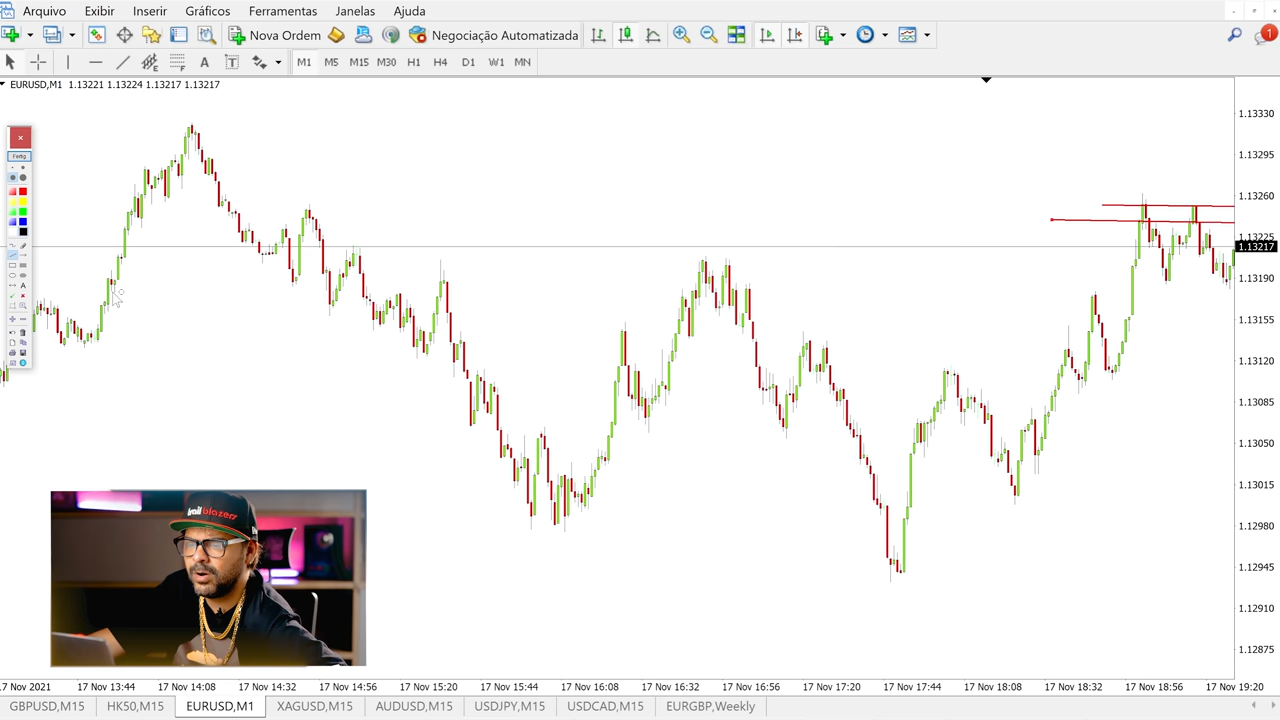 Arquivo Exibir Inserir Gráficos Ferramentas Janelas Ajuda
Nova Ordem Negociação Automatizada 1
A T M1 M5 M15 M30 H1 H4 D1 W1 MN
EURUSD,M1 1.13221 1.13224 1.13217 1.13217
Fertig
A
1.13330
1.13295
1.13260
1.13225
1.13217
1.13190
1.13155
1.13120
1.13085
1.13050
1.13015
1.12980
1.12945
1.12910
1.12875
trailblazers
17 Nov 2021 17 Nov 13:44 17 Nov 14:08 17 Nov 14:32 17 Nov 14:56 17 Nov 15:20 17 Nov 15:44 17 Nov 16:08 17 Nov 16:32 17 Nov 16:56 17 Nov 17:20 17 Nov 17:44 17 Nov 18:08 17 Nov 18:32 17 Nov 18:56 17 Nov 19:20
GBPUSD,M15 HK50,M15 EURUSD,M1 XAGUSD,M15 AUDUSD,M15 USDJPY,M15 USDCAD,M15 EURGBP,Weekly